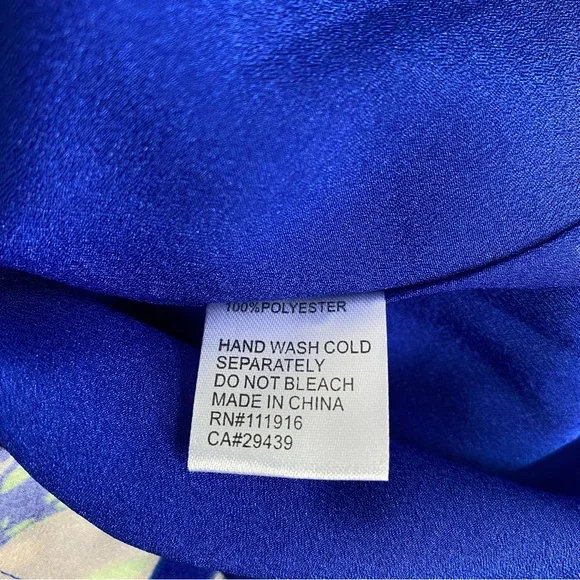 100%POLYESTER
HAND WASH COLD
SEPARATELY
DO NOT BLEACH
MADE IN CHINA
RN#111916
CA#29439